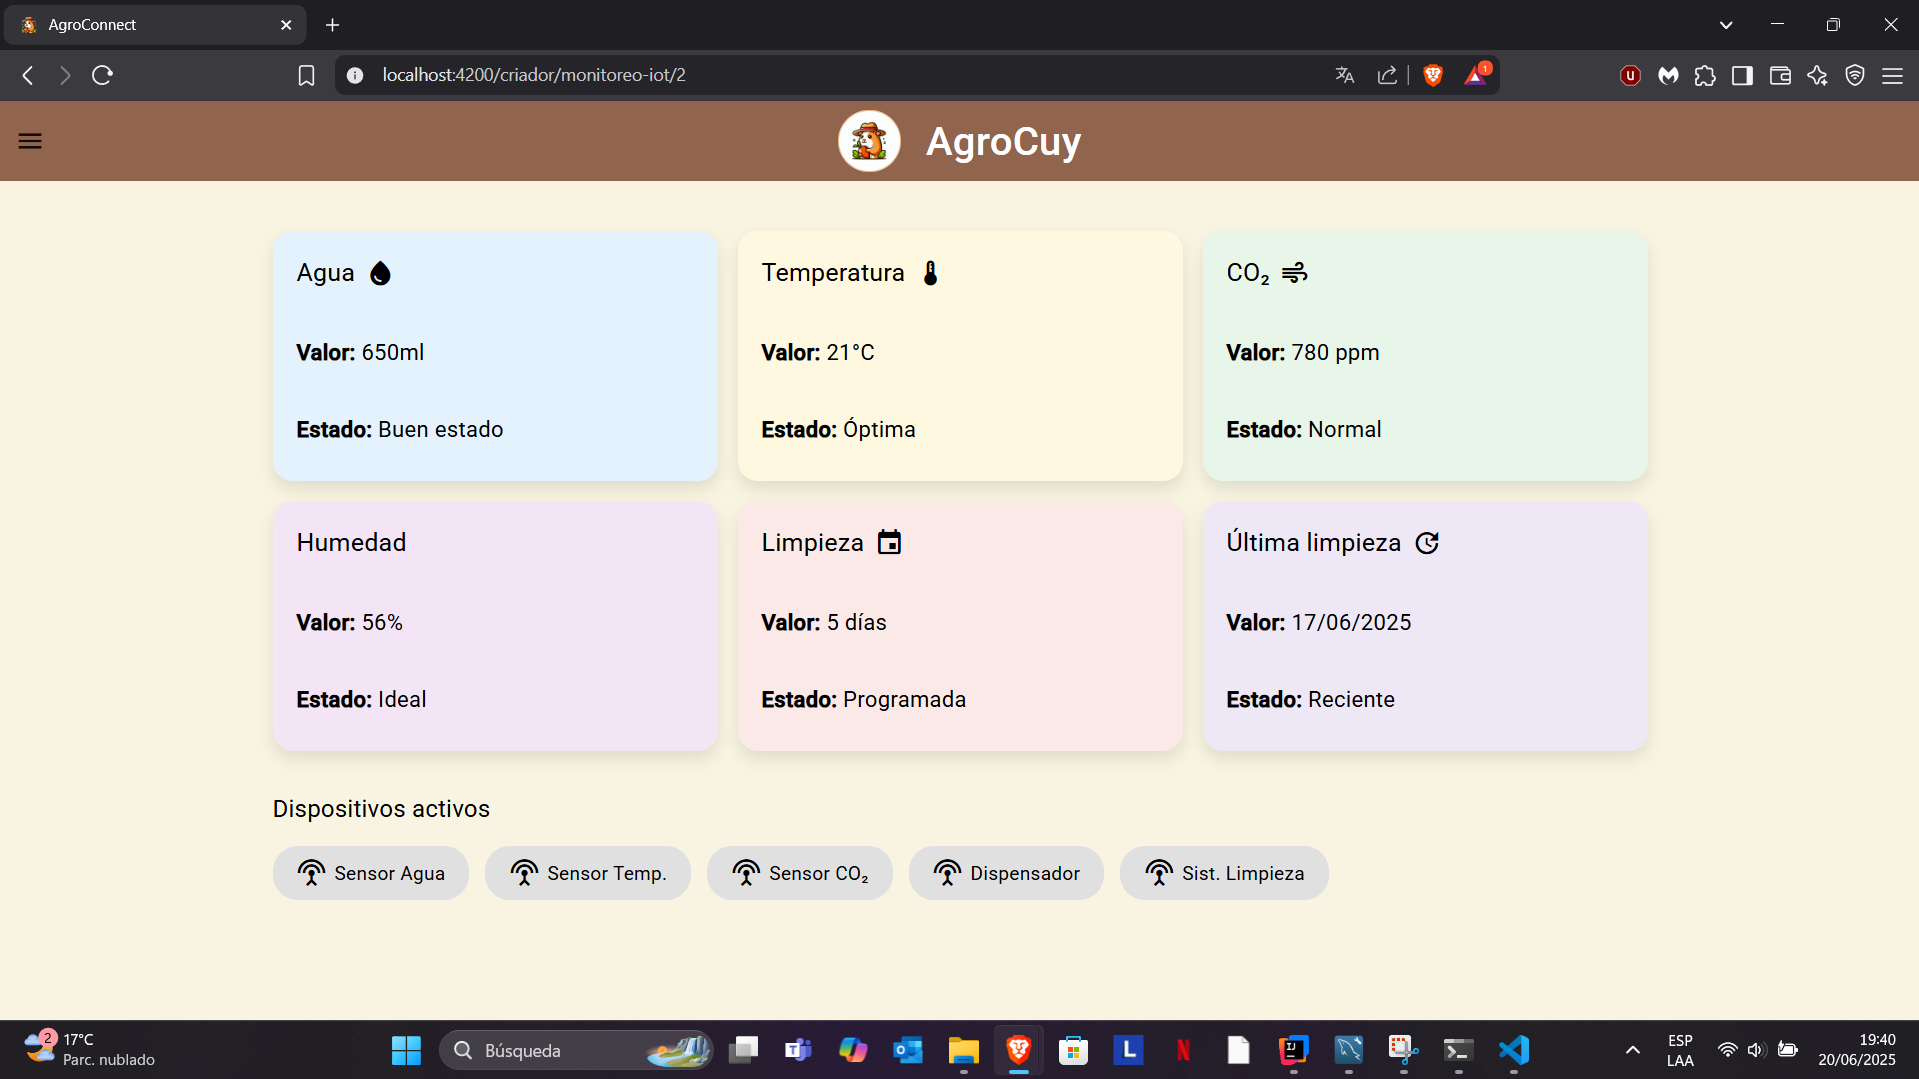 AgroConnect
localhost:4200/criador/monitoreo-iot/2
1
AgroCuy
Agua
Valor: 650ml
Estado: Buen estado
Temperatura
Valor: 21°C
Estado: Óptima
CO₂
Valor: 780 ppm
Estado: Normal
Humedad
Valor: 56%
Estado: Ideal
Limpieza
Valor: 5 días
Estado: Programada
Última limpieza
Valor: 17/06/2025
Estado: Reciente
Dispositivos activos
Sensor Agua
Sensor Temp.
Sensor CO₂
Dispensador
Sist. Limpieza
2
17°C
Parc. nublado
Búsqueda
ESP
LAA
19:40
20/06/2025